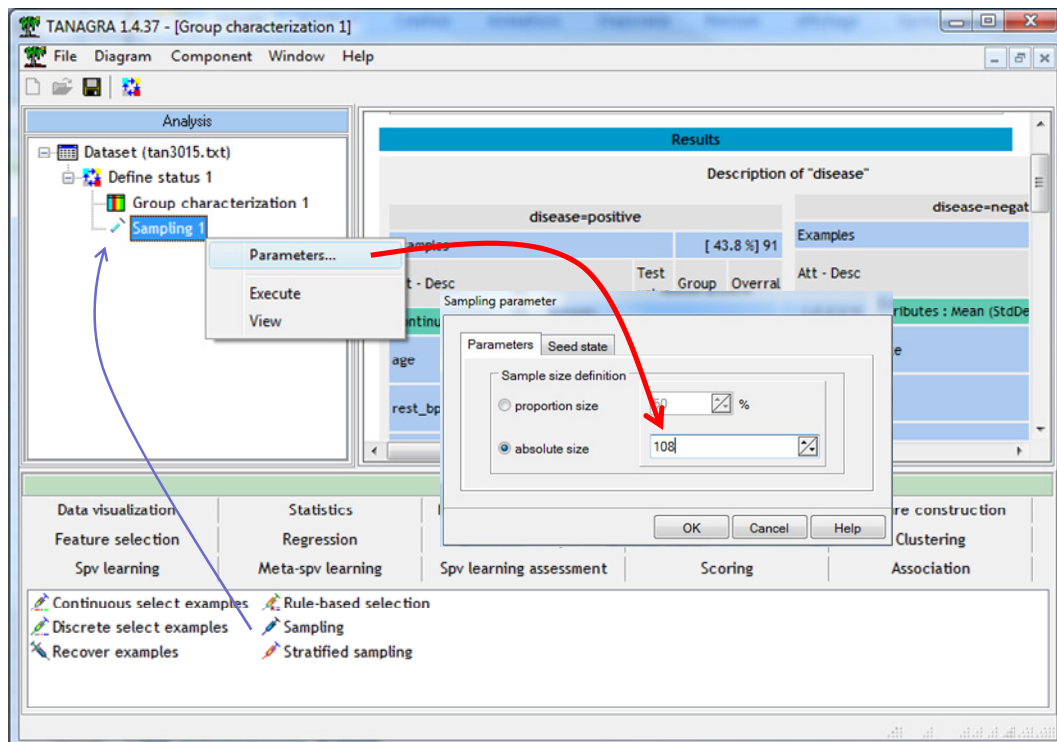 TANAGRA 1.4.37 - [Group characterization 1]
File Diagram Component Window Help
Analysis
Dataset (tan3015.txt)
Define status 1
Group characterization 1
Sampling 1
Parameters...
Execute
View
Results
Description of "disease"
disease=positive
disease=negat
[ 43.8 %] 91
Examples
Att - Desc
Test
Group Overral
Att - Desc
ributes : Mean (StdDe
age
rest_bp
Sampling parameter
Parameters Seed state
Sample size definition
proportion size %
absolute size 108
OK Cancel Help
Data visualization Statistics re construction
Feature selection Regression Clustering
Spv learning Meta-spv learning Spv learning assessment Scoring Association
Continuous select examples Rule-based selection
Discrete select examples Sampling
Recover examples Stratified sampling